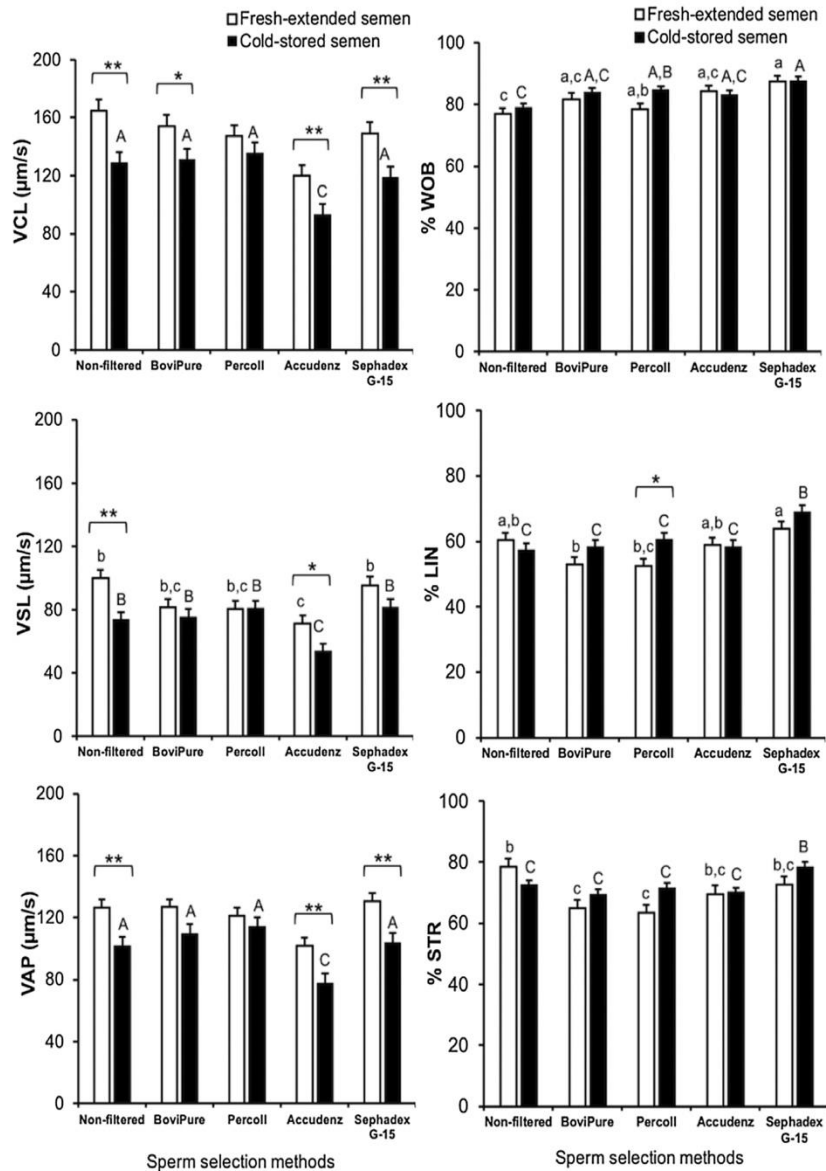 Fresh-extended semen
Cold-stored semen
VCL (µm/s)
200
160
120
80
40
0
**
*
**
**
A
A
A
C
A
Non-filtered
BoviPure
Percoll
Accudenz
Sephadex
G-15
Fresh-extended semen
Cold-stored semen
% WOB
100
80
60
40
20
0
c
C
a,c
A,C
a,b
A,B
a,c
A,C
a
A
Non-filtered
BoviPure
Percoll
Accudenz
Sephadex
G-15
VSL (µm/s)
200
160
120
80
40
0
**
*
b
B
b,c
B
b,c
B
c
C
b
B
Non-filtered
BoviPure
Percoll
Accudenz
Sephadex
G-15
% LIN
100
80
60
40
20
0
*
a,b
C
b
C
b,c
C
a,b
C
a
B
Non-filtered
BoviPure
Percoll
Accudenz
Sephadex
G-15
VAP (µm/s)
200
160
120
80
40
0
**
**
**
A
A
A
C
A
Non-filtered
BoviPure
Percoll
Accudenz
Sephadex
G-15
Sperm selection methods
% STR
100
80
60
40
20
0
b
C
c
C
c
C
b,c
C
b,c
B
Non-filtered
BoviPure
Percoll
Accudenz
Sephadex
G-15
Sperm selection methods